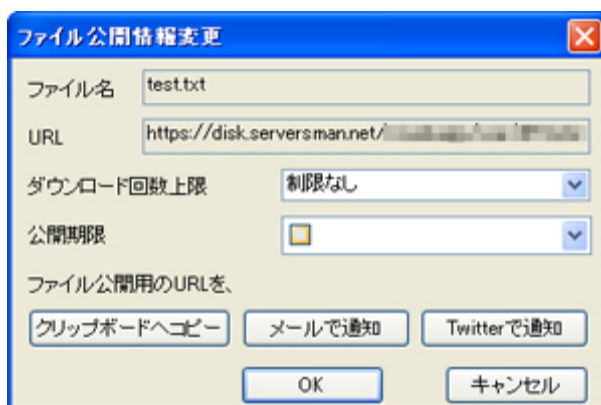 ファイル公開情報変更
ファイル名 test.txt
URL https://disk.serversman.net/
ダウンロード回数上限 制限なし
公開期限
ファイル公開用のURLを、
クリップボードへコピー メールで通知 Twitterで通知
OK キャンセル